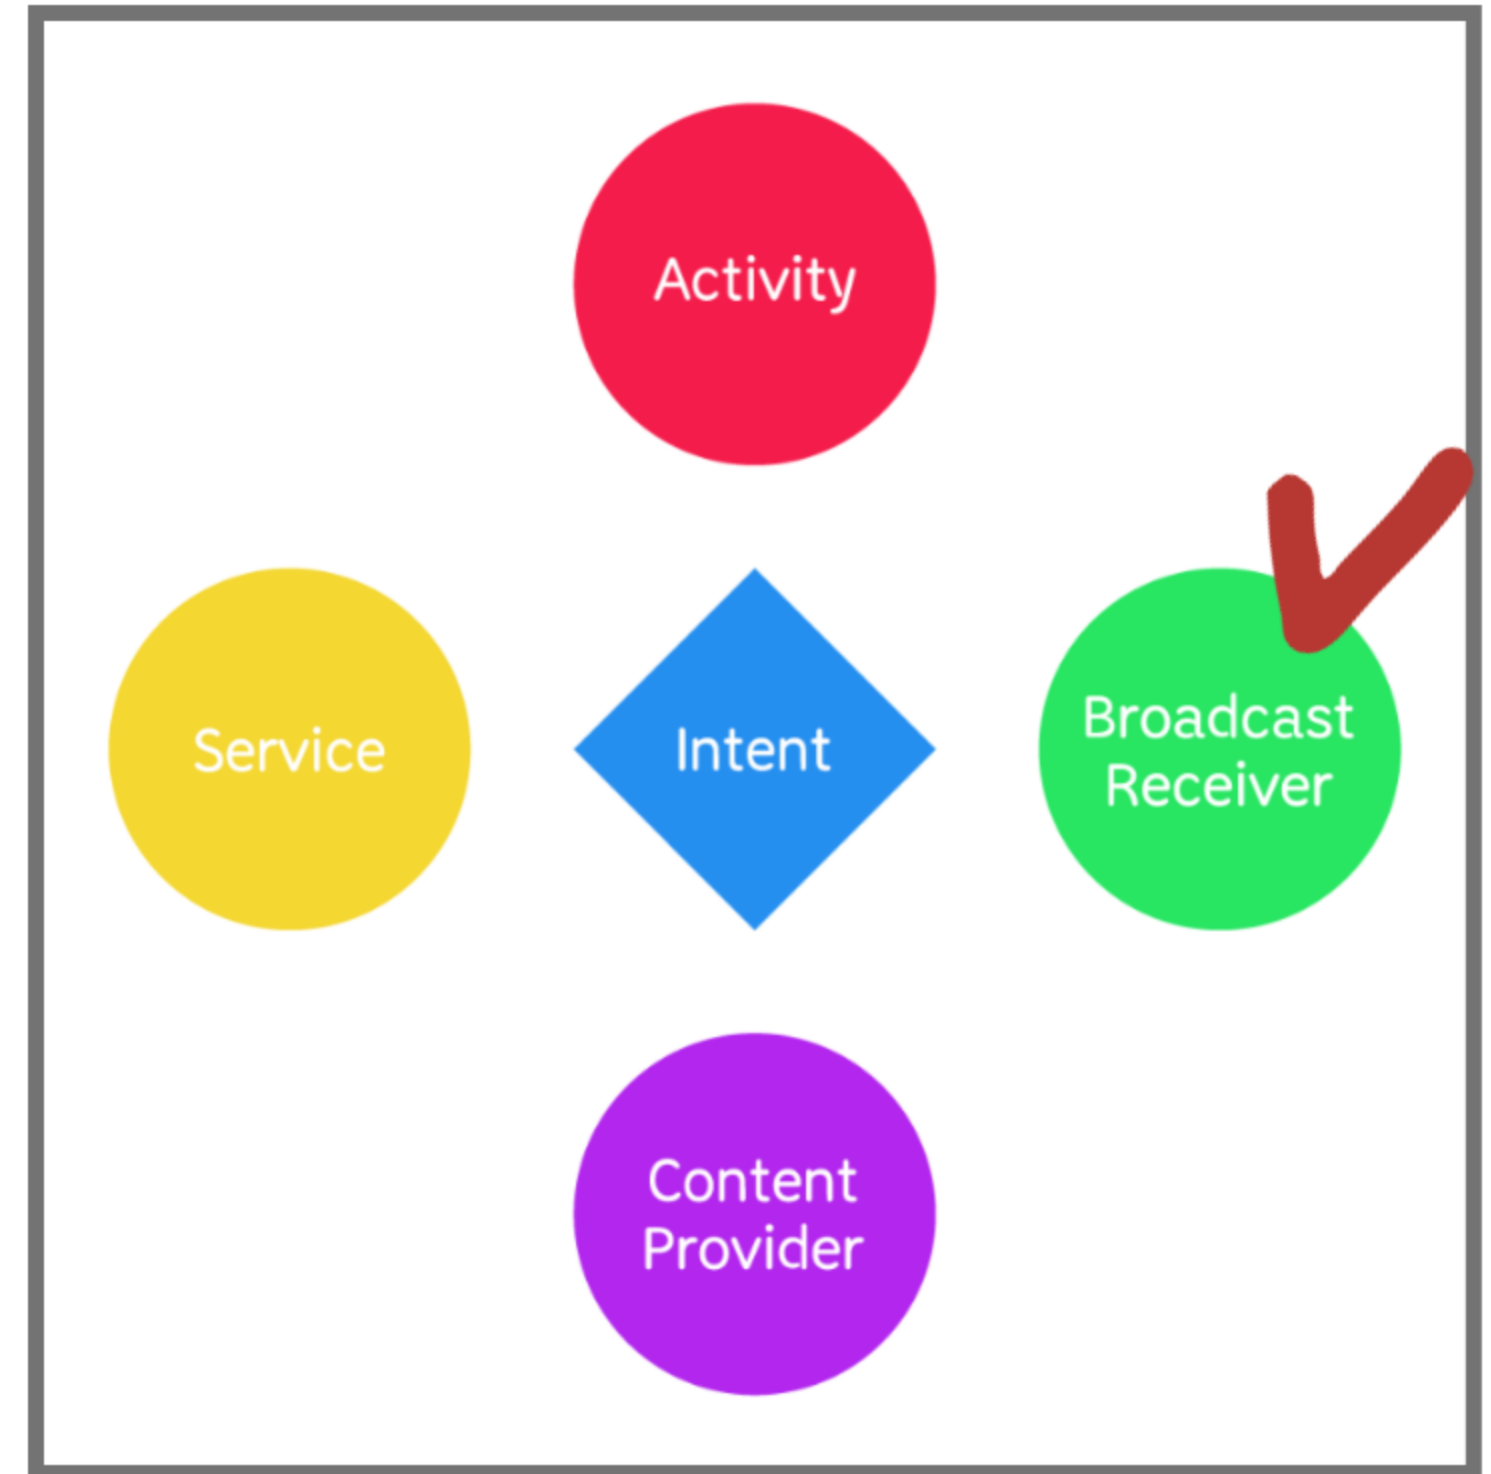 Activity
Service
Intent
Broadcast
Receiver
Content
Provider